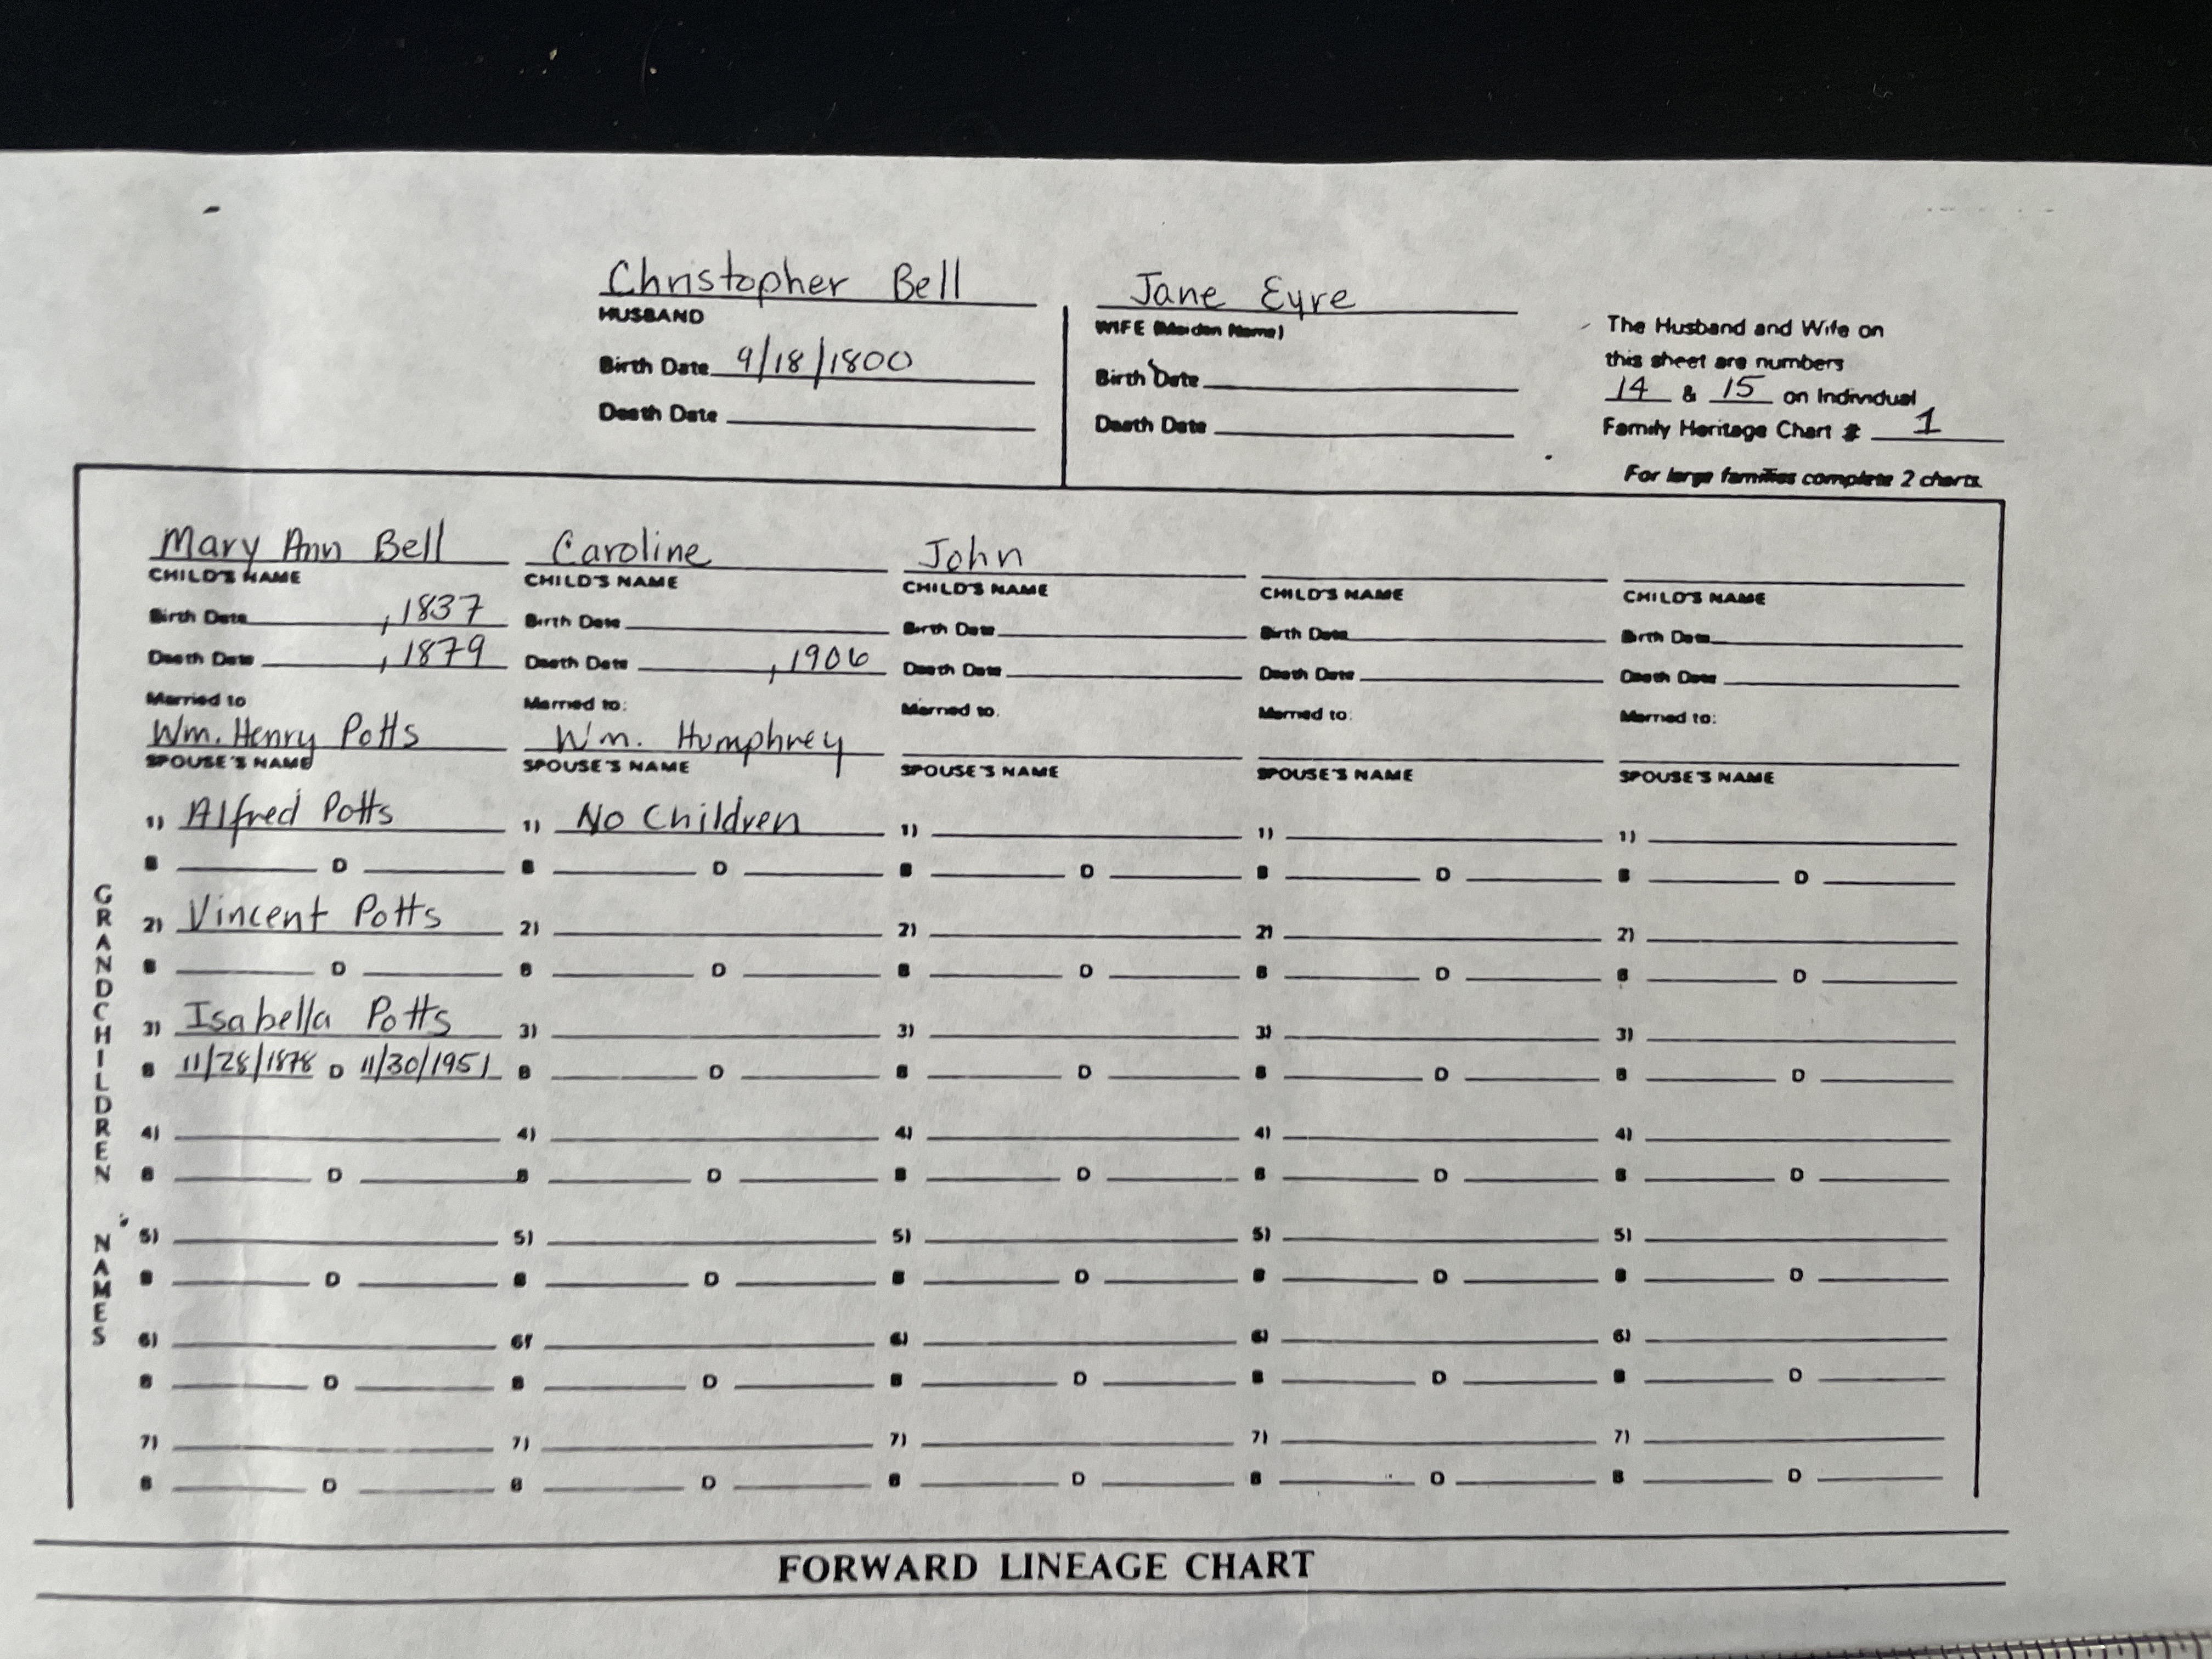 Christopher Bell
HUSBAND
Birth Date 9/18/1800
Death Date
Jane Eyre
WIFE (Maiden Name)
Birth Date
Death Date
The Husband and Wife on
this sheet are numbers
14 & 15 on Individual
Family Heritage Chart # 1
For large families complete 2 charts
Mary Ann Bell
CHILD'S NAME
Birth Date , 1837
Death Date , 1879
Married to
Wm. Henry Potts
SPOUSE'S NAME
Caroline
CHILD'S NAME
Birth Date
Death Date , 1906
Married to:
Wm. Humphrey
SPOUSE'S NAME
John
CHILD'S NAME
Birth Date
Death Date
Married to.
SPOUSE'S NAME
CHILD'S NAME
Birth Date
Death Date
Married to:
SPOUSE'S NAME
CHILD'S NAME
Birth Date
Death Date
Married to:
SPOUSE'S NAME
GRANDCHILDREN NAMES
1) Alfred Potts 1) No Children 1) 1) 1)
B D B D B D B D B D
2) Vincent Potts 2) 2) 2) 2)
B D B D B D B D B D
3) Isabella Potts 3) 3) 3) 3)
B 11/28/1878 D 11/30/1951 B D B D B D B D
4) 4) 4) 4) 4)
B D B D B D B D B D
5) 5) 5) 5) 5)
B D B D B D B D B D
6) 6) 6) 6) 6)
B D B D B D B D B D
7) 7) 7) 7) 7)
B D B D B D B D B D
FORWARD LINEAGE CHART